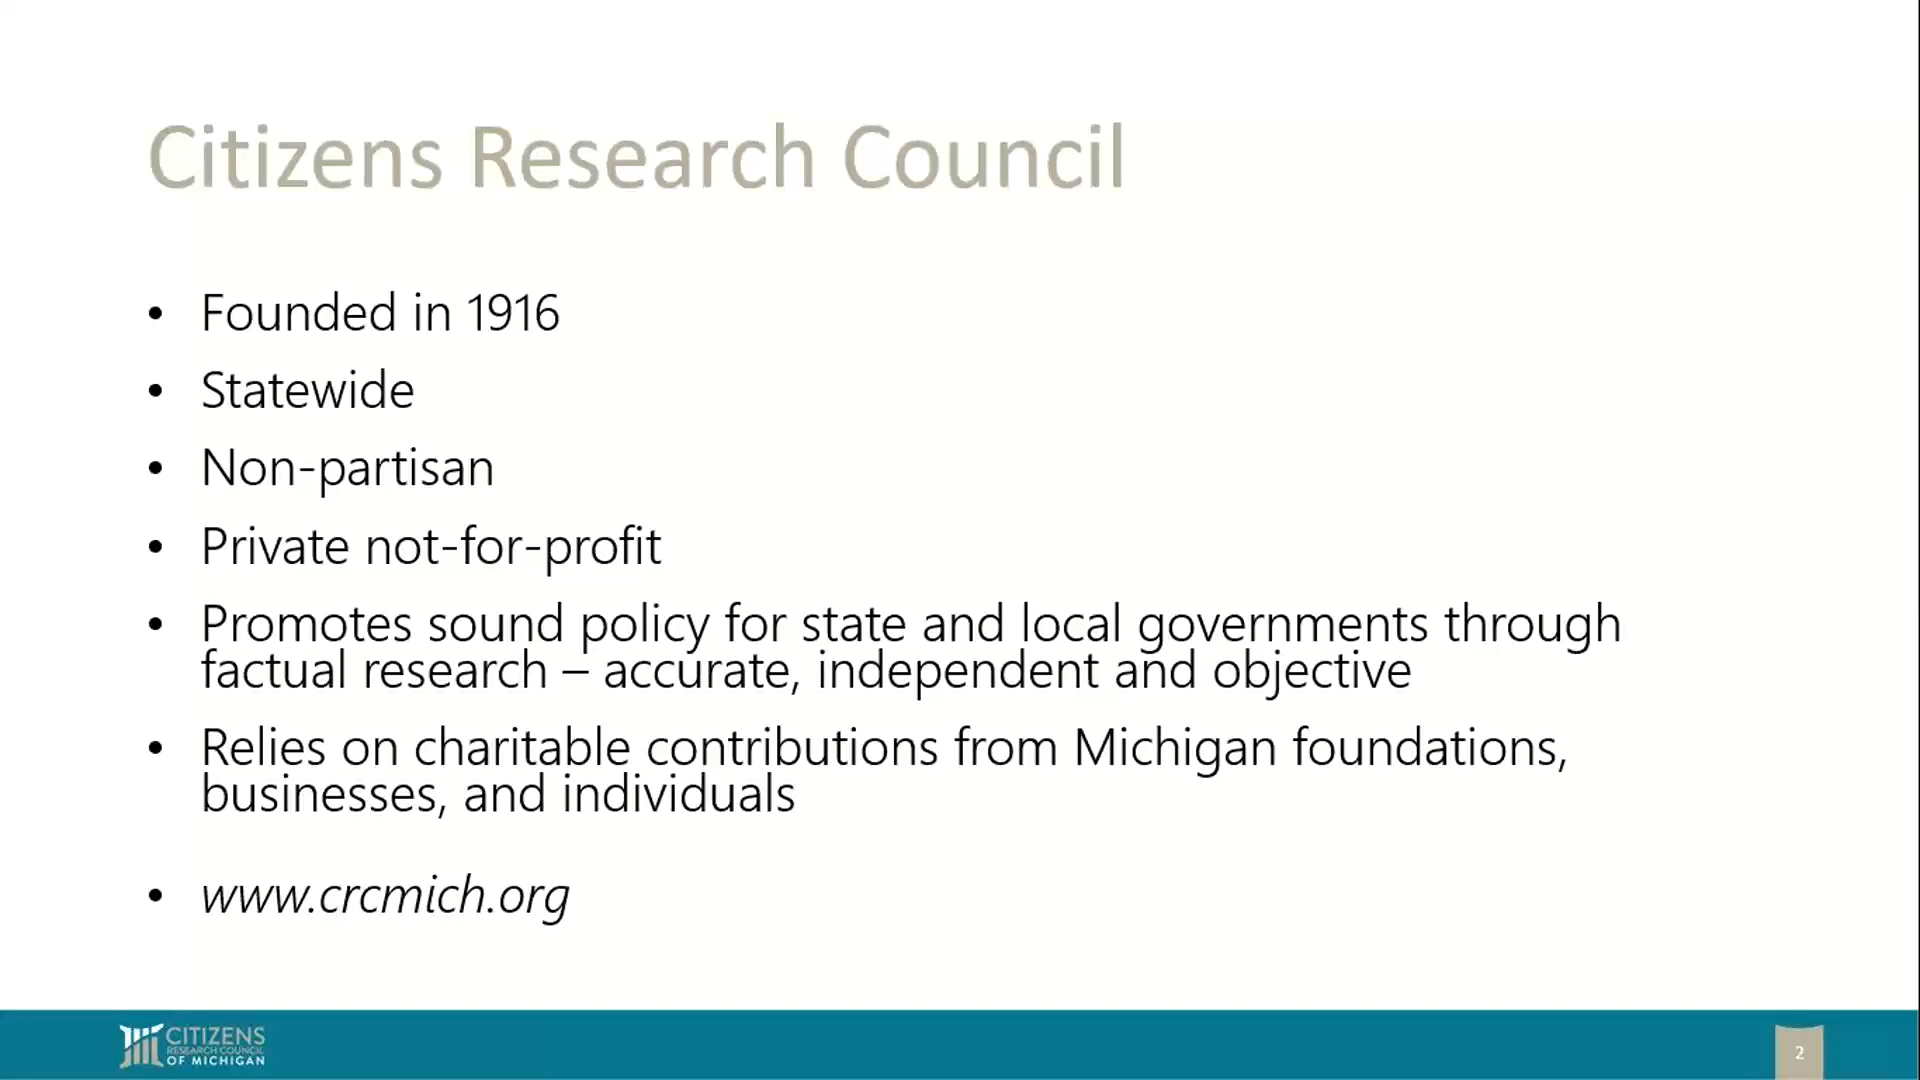 Citizens Research Council
• Founded in 1916
• Statewide
• Non-partisan
• Private not-for-profit
• Promotes sound policy for state and local governments through
factual research – accurate, independent and objective
• Relies on charitable contributions from Michigan foundations,
businesses, and individuals
• www.crcmich.org
CITIZENS
RESEARCH COUNCIL
OF MICHIGAN
2